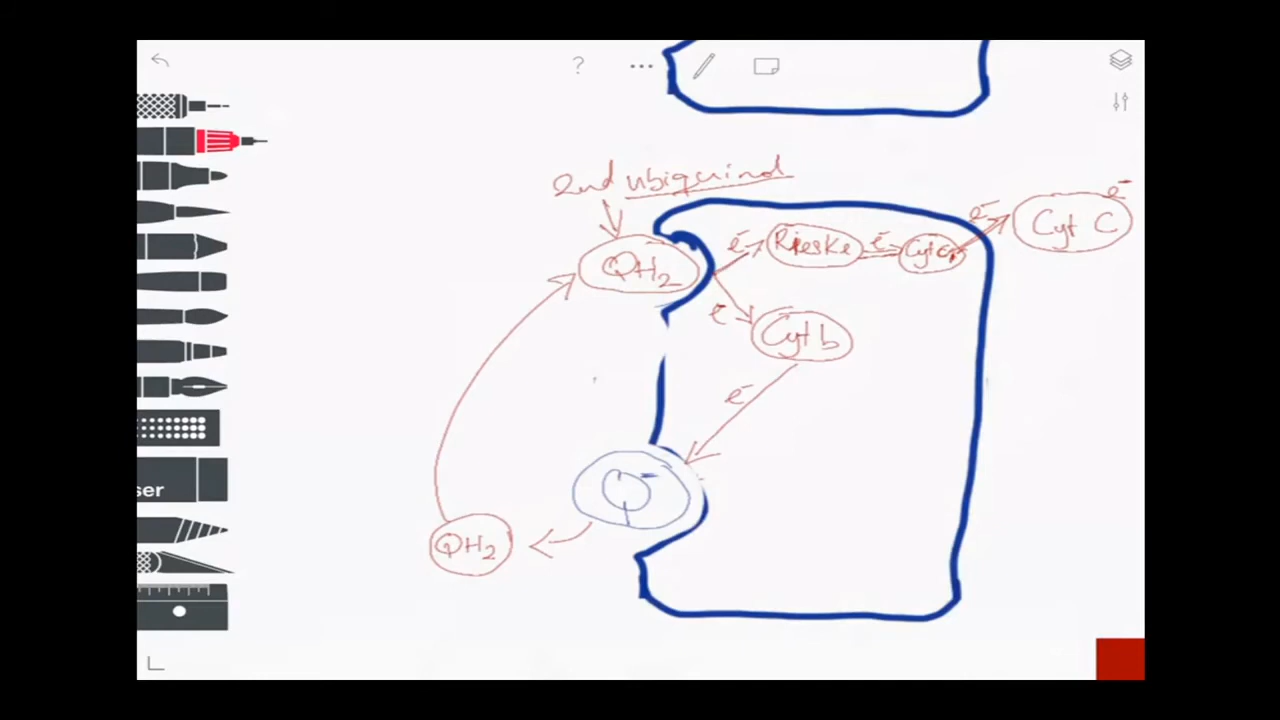 ?
2nd ubiquinol
QH2
e-
Rieske
e-
Cyt c1
e-
Cyt C
e-
e-
Cyt b
e-
Q-
QH2
ser